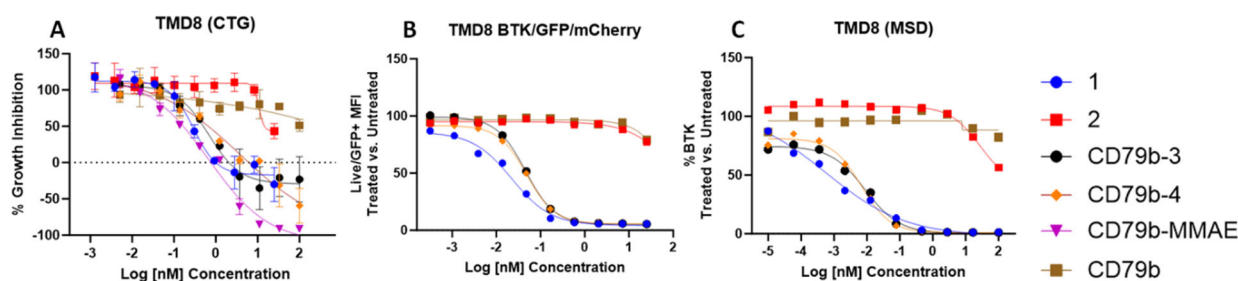 A
TMD8 (CTG)
% Growth Inhibition
150
100
50
0
-50
-100
-3
-2
-1
0
1
2
3
Log [nM] Concentration
B
TMD8 BTK/GFP/mCherry
Live/GFP+ MFI
Treated vs. Untreated
150
100
50
0
-3
-2
-1
0
1
2
Log [nM] Concentration
C
TMD8 (MSD)
% BTK
Treated vs. Untreated
150
100
50
0
-5
-4
-3
-2
-1
0
1
2
3
Log [nM] Concentration
1
2
CD79b-3
CD79b-4
CD79b-MMAE
CD79b